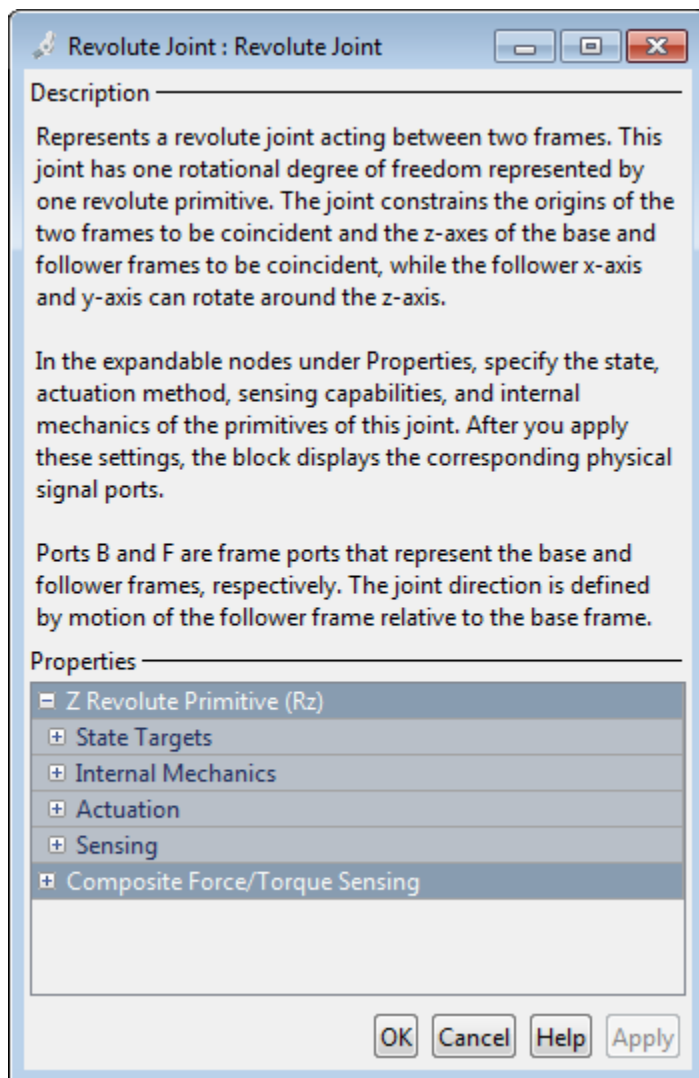 Revolute Joint : Revolute Joint
Description
Represents a revolute joint acting between two frames. This
joint has one rotational degree of freedom represented by
one revolute primitive. The joint constrains the origins of the
two frames to be coincident and the z-axes of the base and
follower frames to be coincident, while the follower x-axis
and y-axis can rotate around the z-axis.
In the expandable nodes under Properties, specify the state,
actuation method, sensing capabilities, and internal
mechanics of the primitives of this joint. After you apply
these settings, the block displays the corresponding physical
signal ports.
Ports B and F are frame ports that represent the base and
follower frames, respectively. The joint direction is defined
by motion of the follower frame relative to the base frame.
Properties
Z Revolute Primitive (Rz)
State Targets
Internal Mechanics
Actuation
Sensing
Composite Force/Torque Sensing
OK Cancel Help Apply